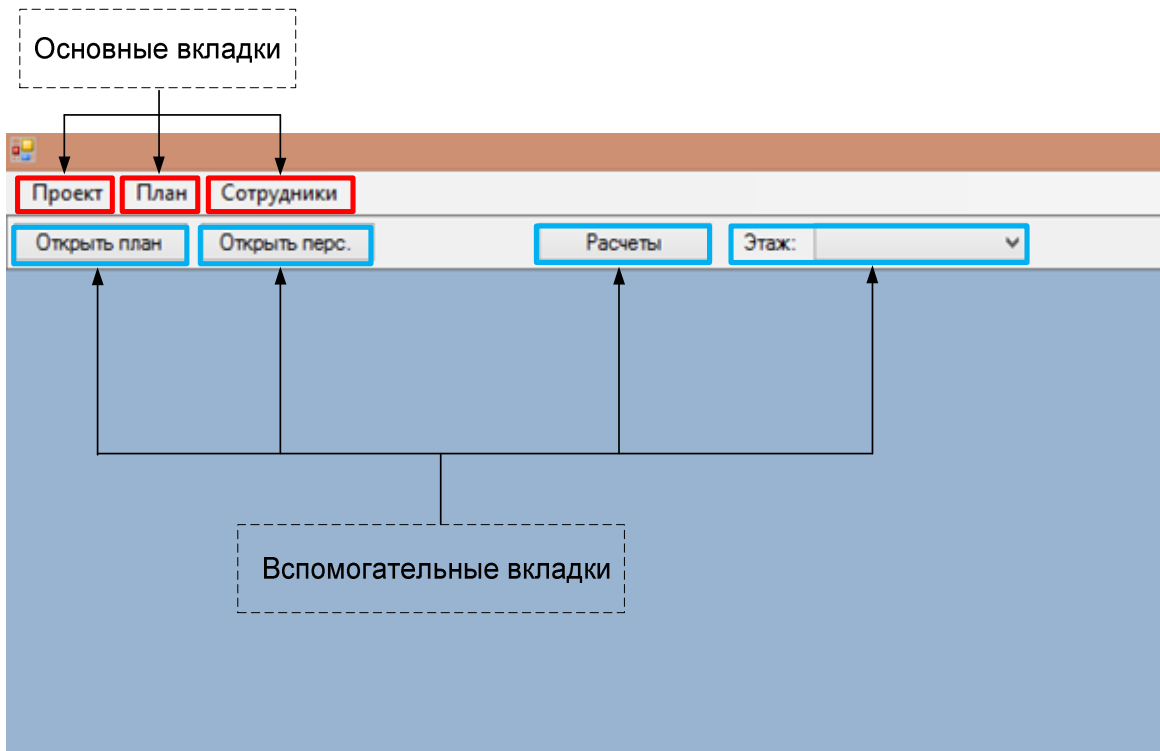 Основные вкладки
Проект План Сотрудники
Открыть план Открыть перс. Расчеты Этаж:
Вспомогательные вкладки